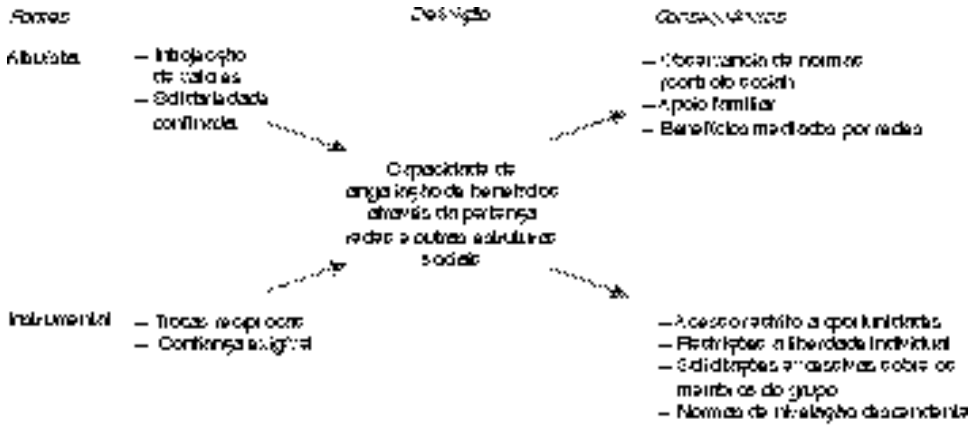 Fontes
Definição
Consequências
Altruísta
– Introjecção
de valores
– Solidariedade
confinada
– Observância de normas
(controlo social)
– Apoio familiar
– Benefícios mediados por redes
Capacidade de
angariação de benefícios
através da pertença
redes e outras estruturas
sociais
Instrumental
– Trocas recíprocas
– Confiança exigível
– Acesso restrito a oportunidades
– Restrições à liberdade individual
– Solicitações excessivas sobre os
membros do grupo
– Normas de nivelação descendente